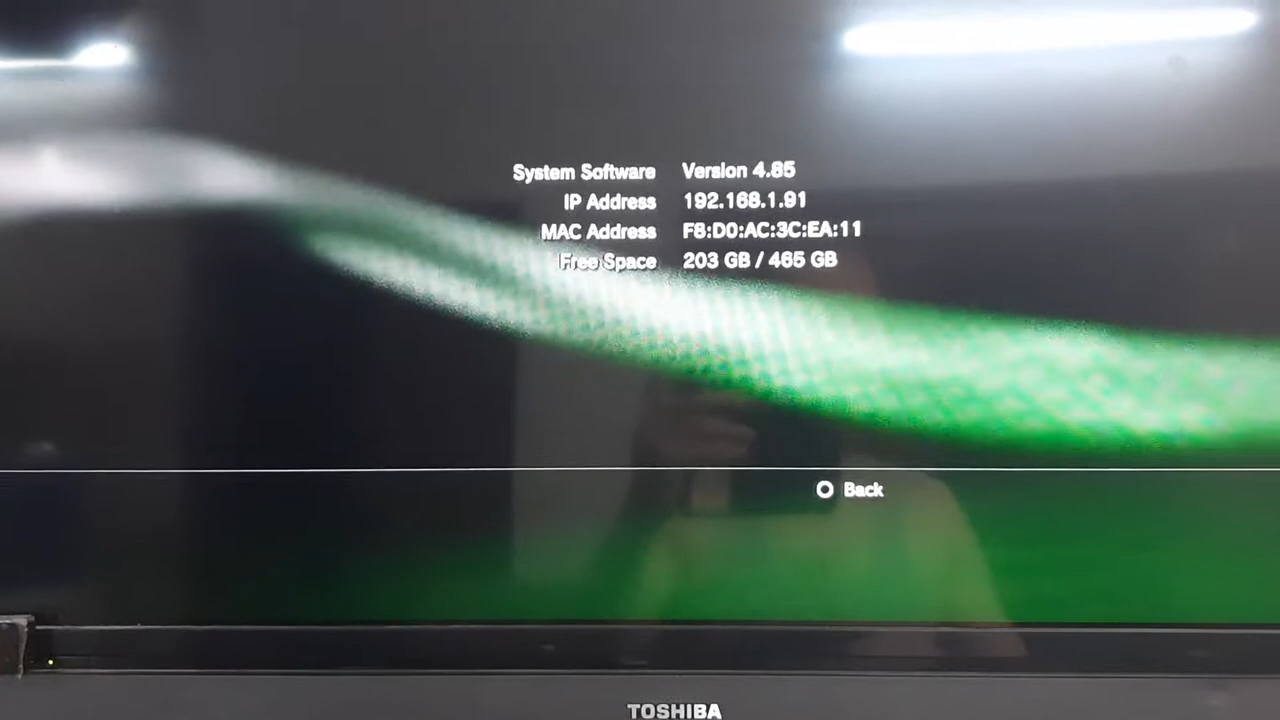 System Software Version 4.85
IP Address 192.168.1.91
MAC Address F8:D0:AC:3C:EA:11
Free Space 203 GB / 465 GB
Back
TOSHIBA